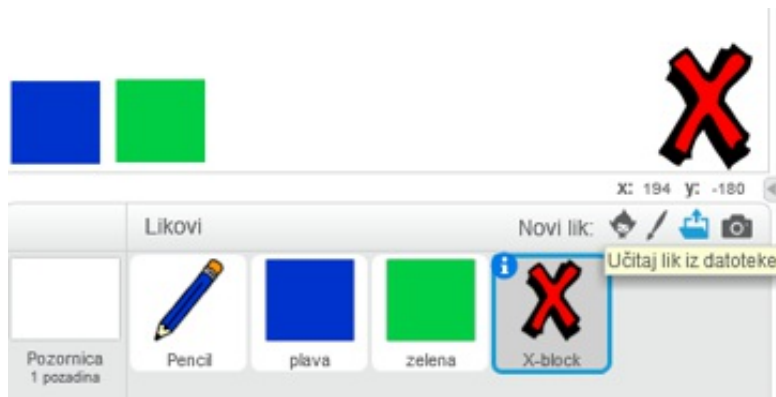 x: 194 y: -180
Likovi
Novi lik:
Učitaj lik iz datoteke
Pozornica
1 pozadina
Pencil
plava
zelena
X-block